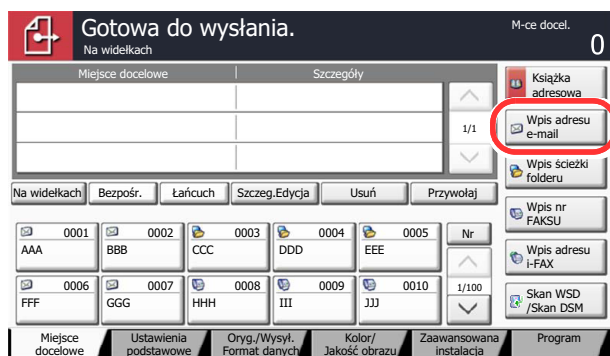 Gotowa do wysłania.
Na widełkach
M-ce docel.
0
Miejsce docelowe
Szczegóły
1/1
Książka
adresowa
Wpis adresu
e-mail
Wpis ścieżki
folderu
Wpis nr
FAKSU
Wpis adresu
i-FAX
Skan WSD
/Skan DSM
Na widełkach
Bezpośr.
Łańcuch
Szczeg.Edycja
Usuń
Przywołaj
0001
AAA
0002
BBB
0003
CCC
0004
DDD
0005
EEE
Nr
0006
FFF
0007
GGG
0008
HHH
0009
III
0010
JJJ
1/100
Miejsce
docelowe
Ustawienia
podstawowe
Oryg./Wysył.
Format danych
Kolor/
Jakość obrazu
Zaawansowana
instalacja
Program